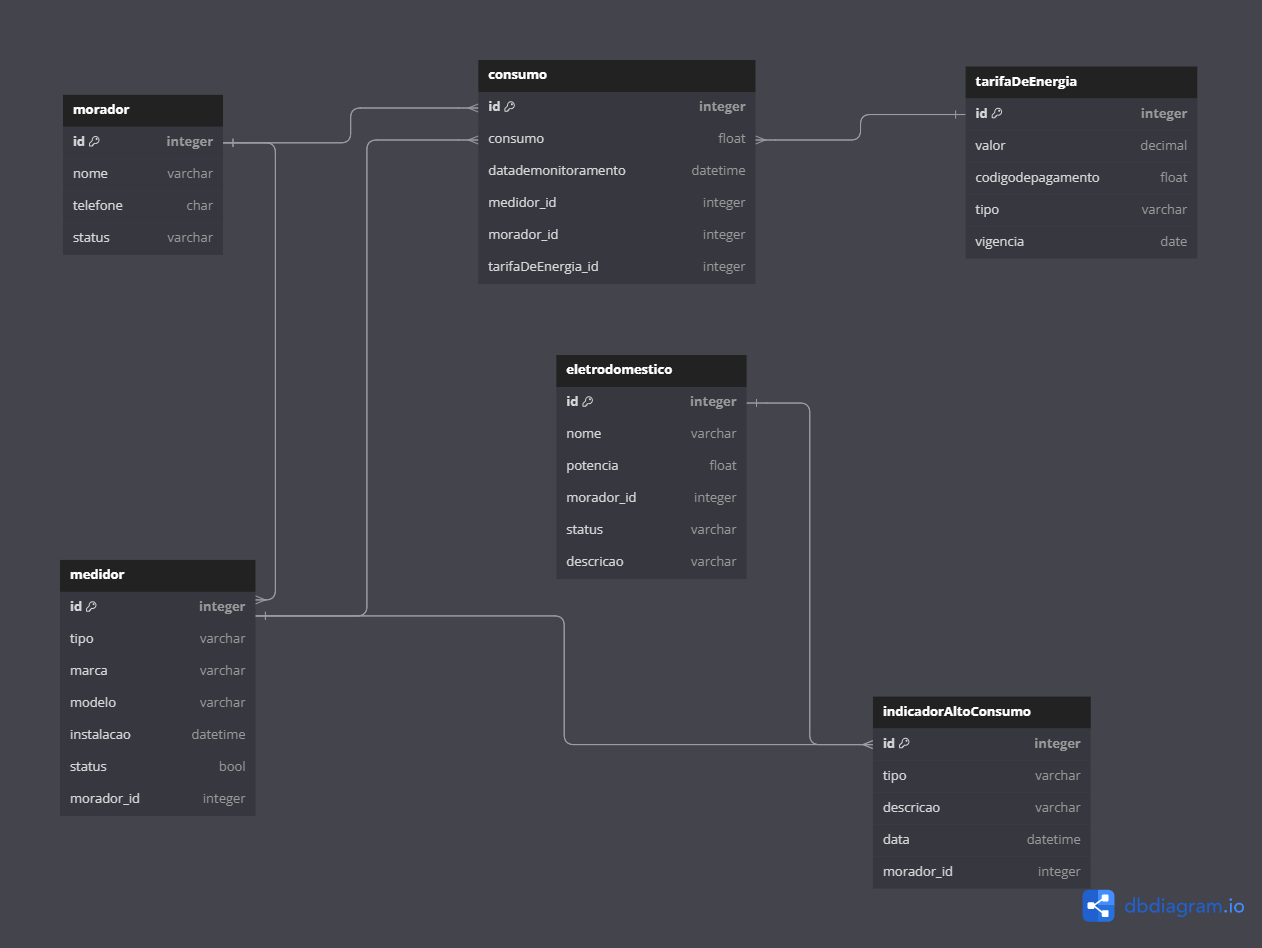 morador
id integer
nome varchar
telefone char
status varchar
consumo
id integer
consumo float
datademonitoramento datetime
medidor_id integer
morador_id integer
tarifaDeEnergia_id integer
tarifaDeEnergia
id integer
valor decimal
codigodepagamento float
tipo varchar
vigencia date
eletrodomestico
id integer
nome varchar
potencia float
morador_id integer
status varchar
descricao varchar
medidor
id integer
tipo varchar
marca varchar
modelo varchar
instalacao datetime
status bool
morador_id integer
indicadorAltoConsumo
id integer
tipo varchar
descricao varchar
data datetime
morador_id integer
dbdiagram.io